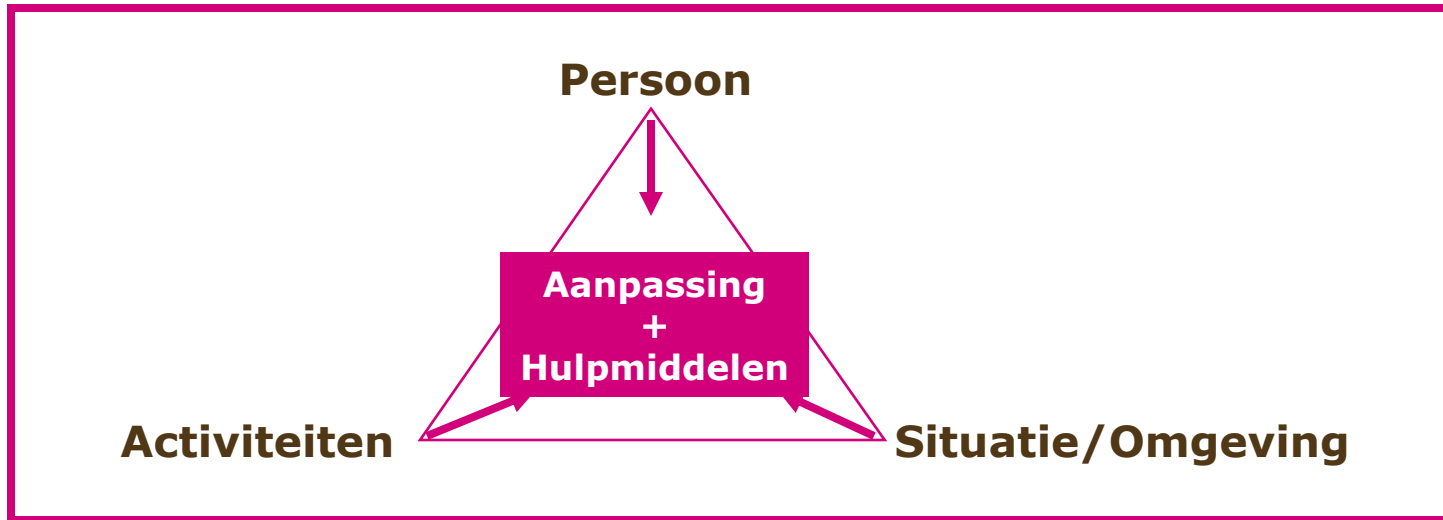 Persoon
Aanpassing
+
Hulpmiddelen
Activiteiten
Situatie/Omgeving